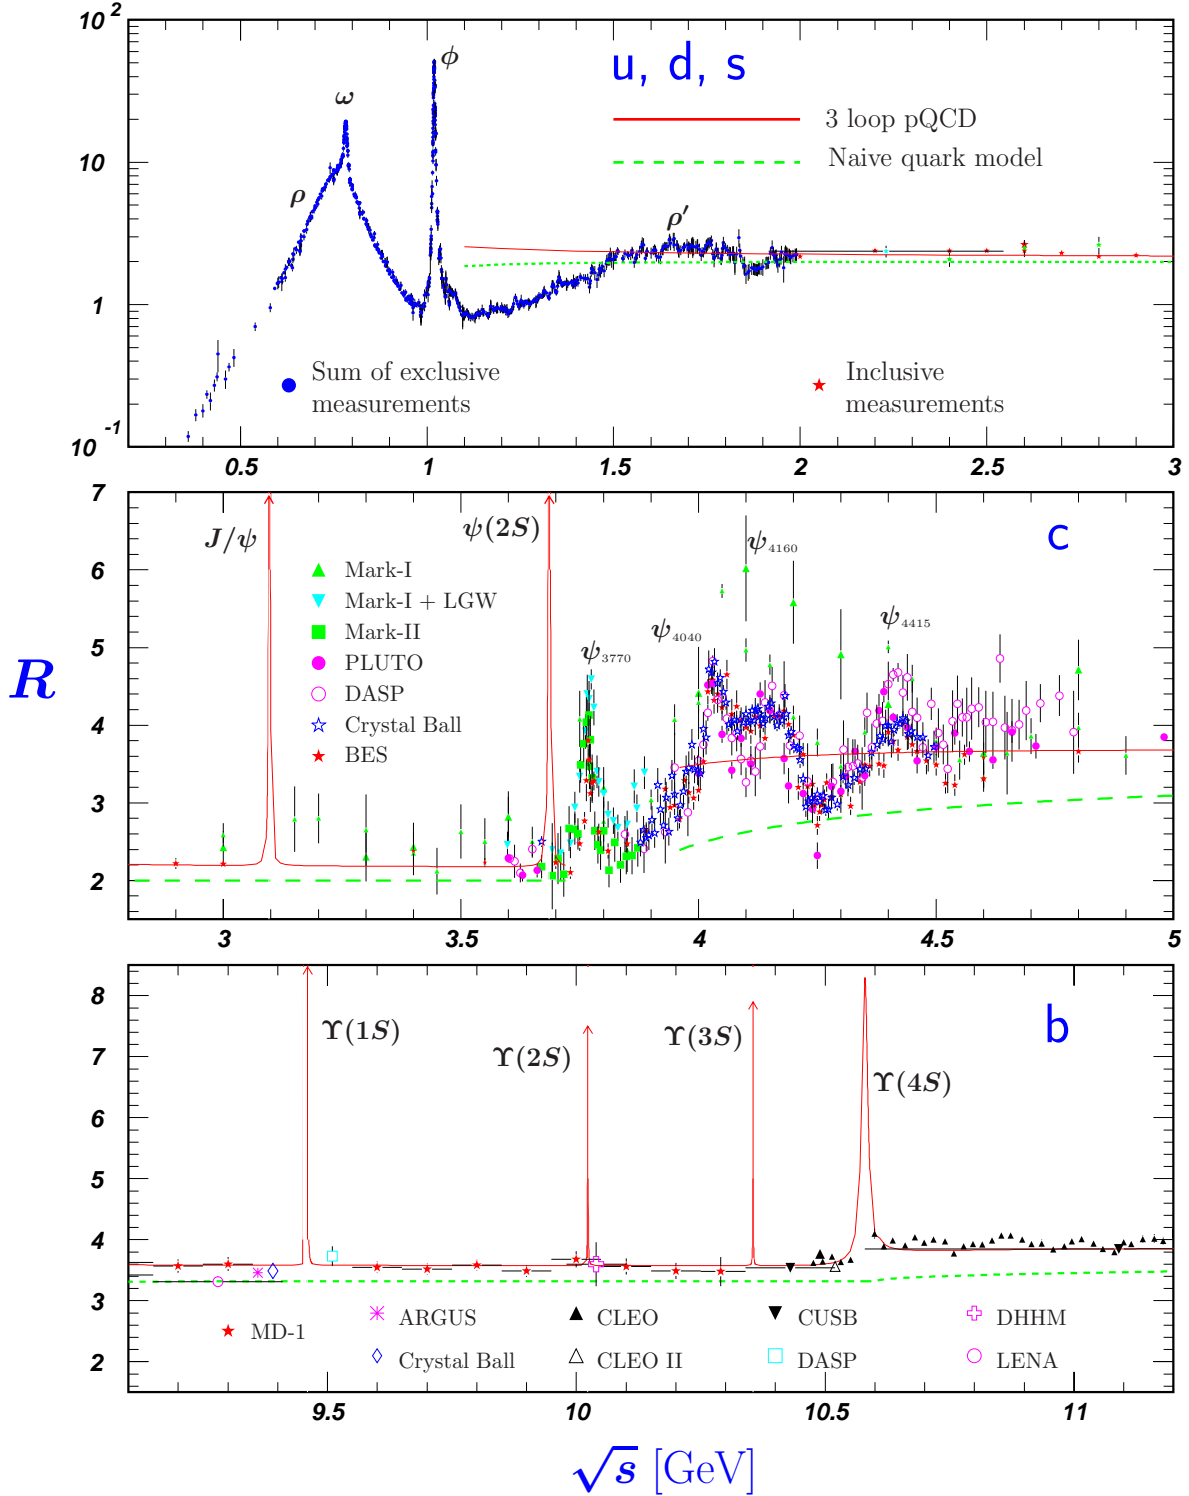 10 2
ϕ
u, d, s
ω
3 loop pQCD
10
Naive quark model
ρ
ρ′
1
Sum of exclusive measurements
Inclusive measurements
10 -1
0.5 1 1.5 2 2.5 3
7
J/ψ
ψ(2S)
c
ψ4160
6
Mark-I
Mark-I + LGW
5
Mark-II
ψ4040
ψ4415
ψ3770
R
PLUTO
DASP
4
Crystal Ball
BES
3
2
3 3.5 4 4.5 5
8
Υ(1S)
Υ(2S)
Υ(3S)
b
7
Υ(4S)
6
5
4
3
ARGUS
CLEO
CUSB
DHHM
MD-1
2
Crystal Ball
CLEO II
DASP
LENA
9.5 10 10.5 11
√s [GeV]